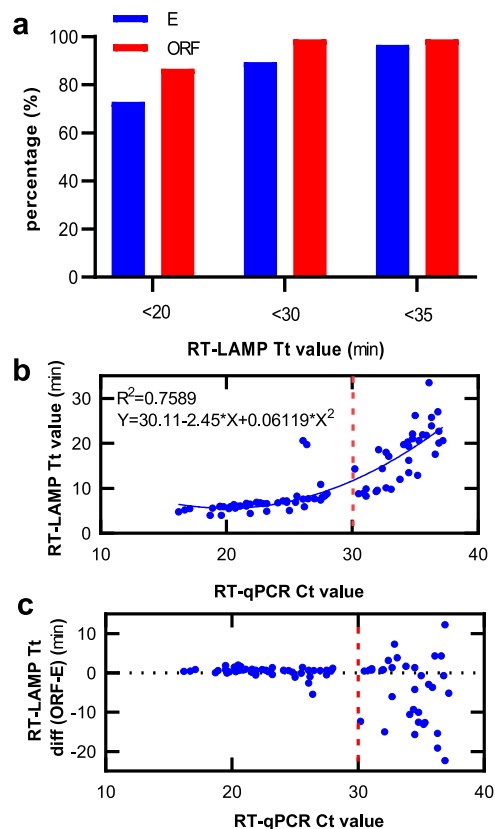 a
E
ORF
percentage (%)
100
80
60
40
20
0
<20
<30
<35
RT-LAMP Tt value (min)
b
R²=0.7589
Y=30.11-2.45*X+0.06119*X²
RT-LAMP Tt value (min)
30
20
10
0
10
20
30
40
RT-qPCR Ct value
c
RT-LAMP Tt
diff (ORF-E) (min)
10
0
-10
-20
10
20
30
40
RT-qPCR Ct value